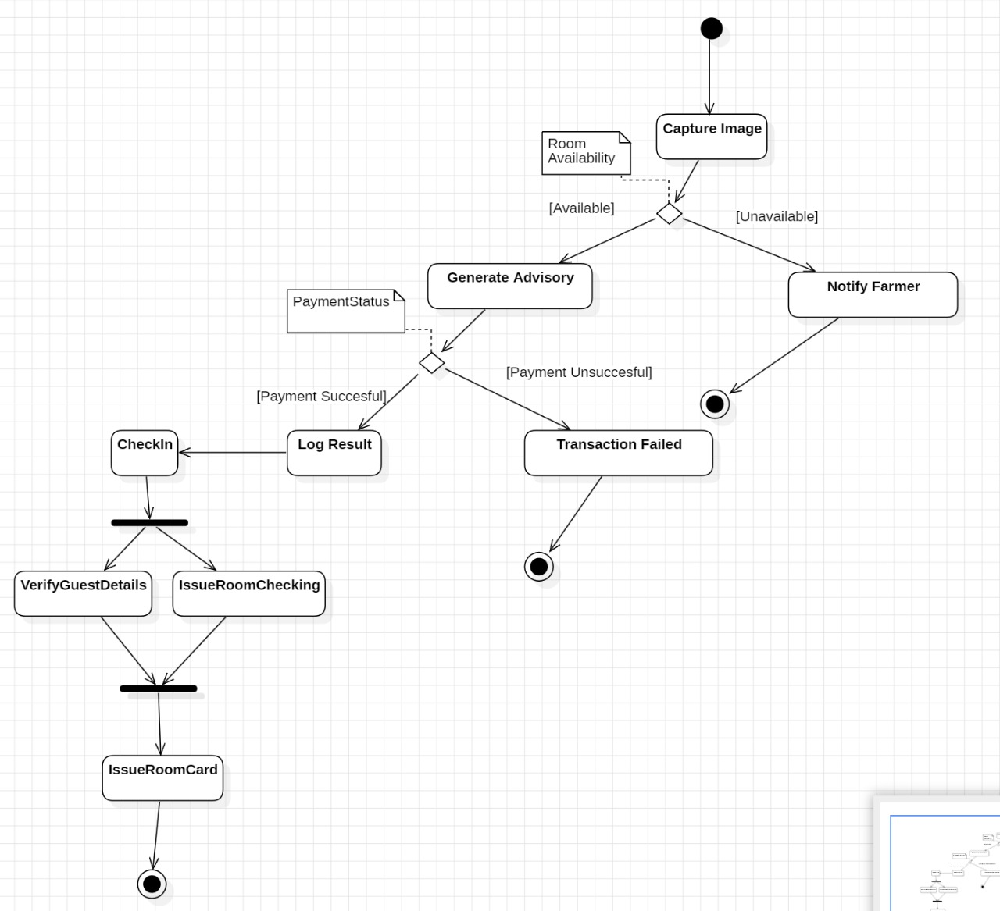 Capture Image
Room
Availability
[Available]
[Unavailable]
Generate Advisory
Notify Farmer
PaymentStatus
[Payment Unsuccesful]
[Payment Succesful]
CheckIn
Log Result
Transaction Failed
VerifyGuestDetails
IssueRoomChecking
IssueRoomCard